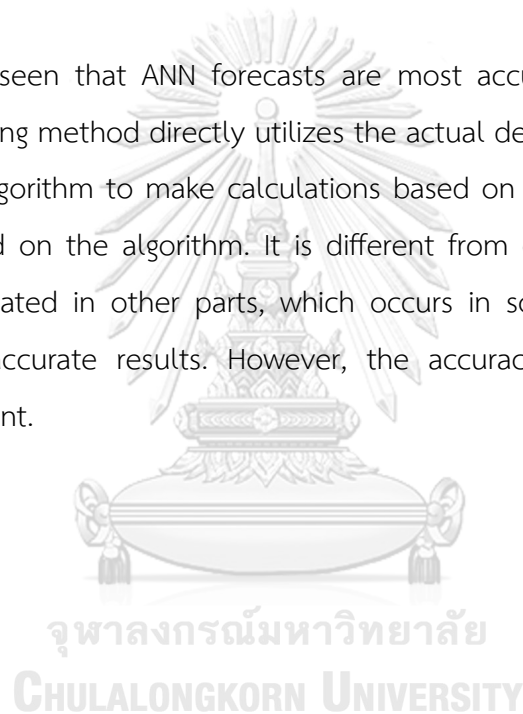 seen that ANN forecasts are most accu
ng method directly utilizes the actual de
gorithm to make calculations based on
d on the algorithm. It is different from
ated in other parts, which occurs in so
accurate results. However, the accurac
nt.
จุฬาลงกรณ์มหาวิทยาลัย
CHULALONGKORN UNIVERSITY